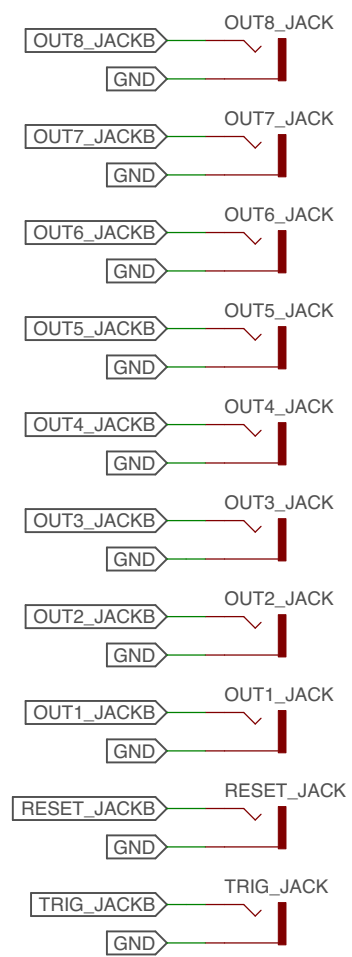 OUT8_JACK
OUT8_JACKB
GND
OUT7_JACK
OUT7_JACKB
GND
OUT6_JACK
OUT6_JACKB
GND
OUT5_JACK
OUT5_JACKB
GND
OUT4_JACK
OUT4_JACKB
GND
OUT3_JACK
OUT3_JACKB
GND
OUT2_JACK
OUT2_JACKB
GND
OUT1_JACK
OUT1_JACKB
GND
RESET_JACK
RESET_JACKB
GND
TRIG_JACK
TRIG_JACKB
GND